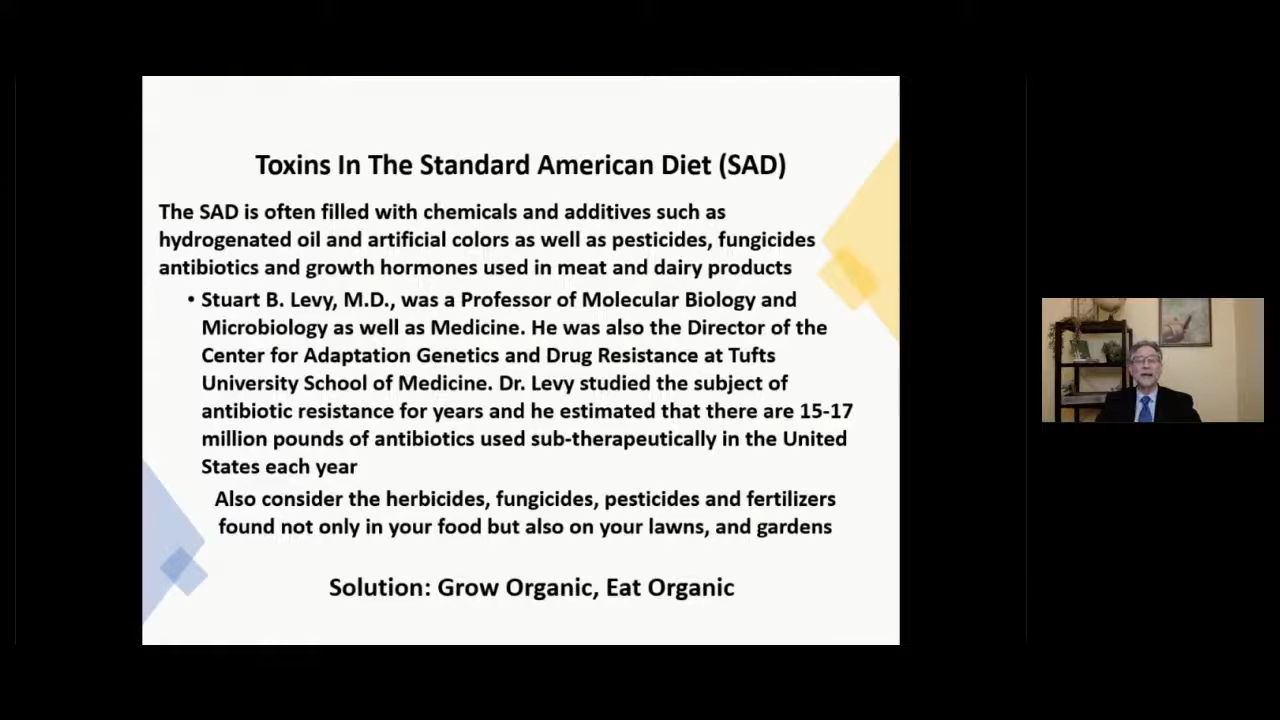 Toxins In The Standard American Diet (SAD)
The SAD is often filled with chemicals and additives such as
hydrogenated oil and artificial colors as well as pesticides, fungicides
antibiotics and growth hormones used in meat and dairy products
• Stuart B. Levy, M.D., was a Professor of Molecular Biology and
Microbiology as well as Medicine. He was also the Director of the
Center for Adaptation Genetics and Drug Resistance at Tufts
University School of Medicine. Dr. Levy studied the subject of
antibiotic resistance for years and he estimated that there are 15-17
million pounds of antibiotics used sub-therapeutically in the United
States each year
Also consider the herbicides, fungicides, pesticides and fertilizers
found not only in your food but also on your lawns, and gardens
Solution: Grow Organic, Eat Organic